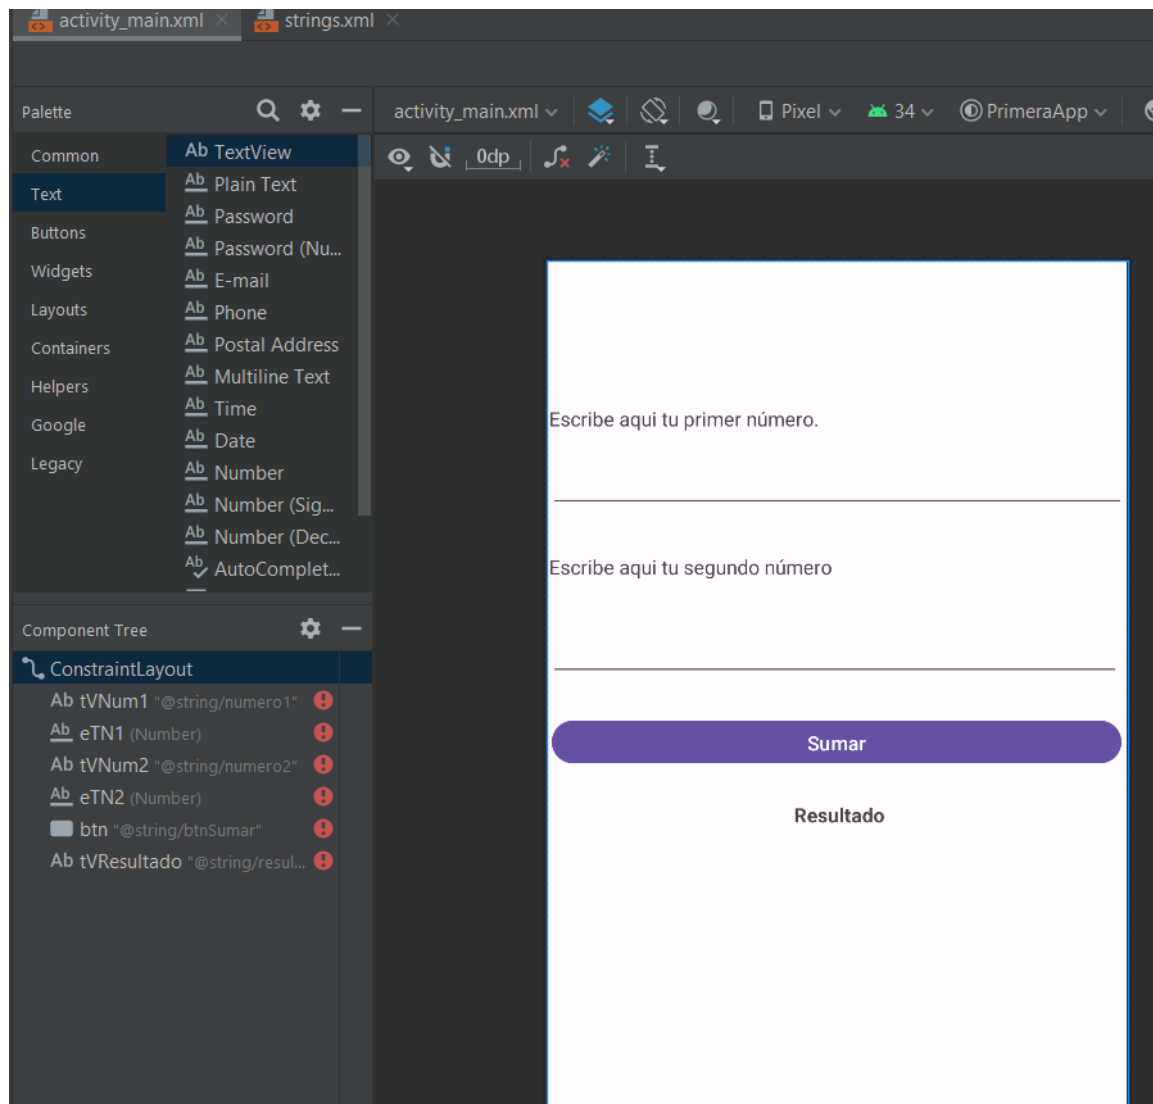 activity_main.xml
strings.xml
Palette
activity_main.xml
Pixel
34
PrimeraApp
Common
Text
Buttons
Widgets
Layouts
Containers
Helpers
Google
Legacy
Ab TextView
Ab Plain Text
Ab Password
Ab Password (Nu...
Ab E-mail
Ab Phone
Ab Postal Address
Ab Multiline Text
Ab Time
Ab Date
Ab Number
Ab Number (Sig...
Ab Number (Dec...
Ab AutoComplet...
0dp
Component Tree
ConstraintLayout
Ab tVNum1 "@string/numero1"
Ab eTN1 (Number)
Ab tVNum2 "@string/numero2"
Ab eTN2 (Number)
btn "@string/btnSumar"
Ab tVResultado "@string/resul...
Escribe aqui tu primer número.
Escribe aqui tu segundo número
Sumar
Resultado